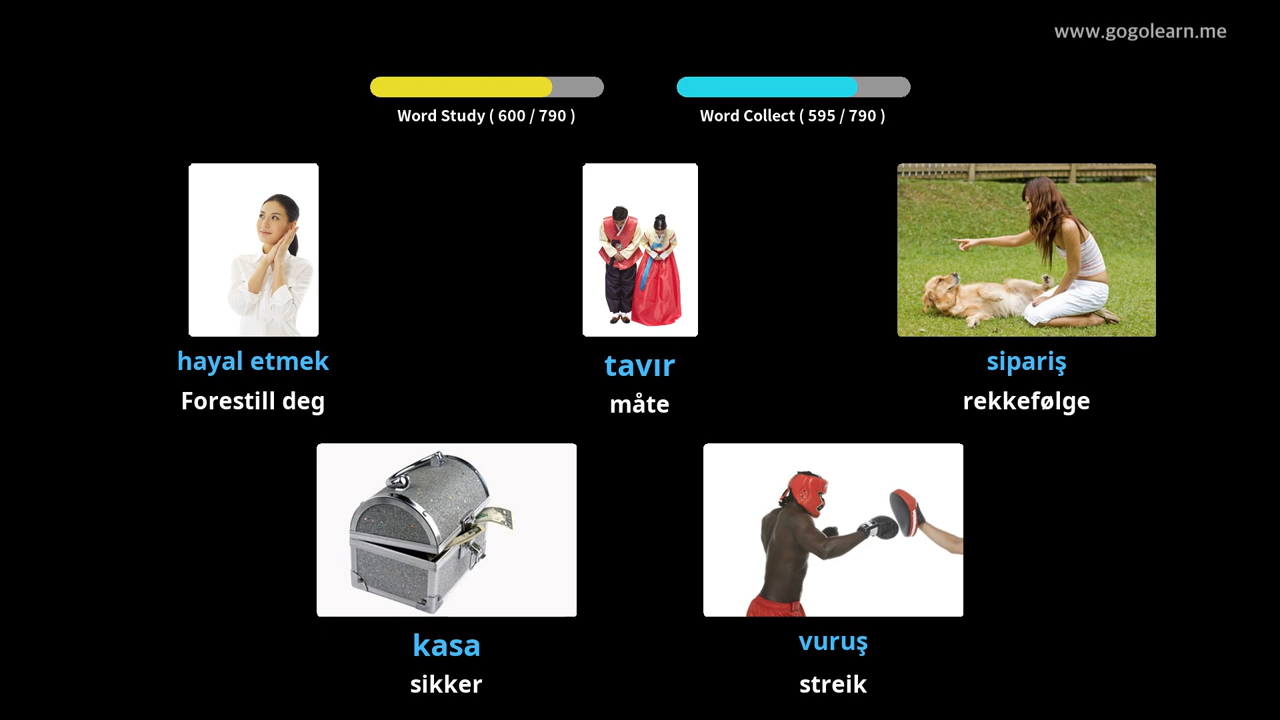 www.gogolearn.me
Word Study ( 600 / 790 )
Word Collect ( 595 / 790 )
hayal etmek
Forestill deg
tavır
måte
sipariş
rekkefølge
kasa
sikker
vuruş
streik